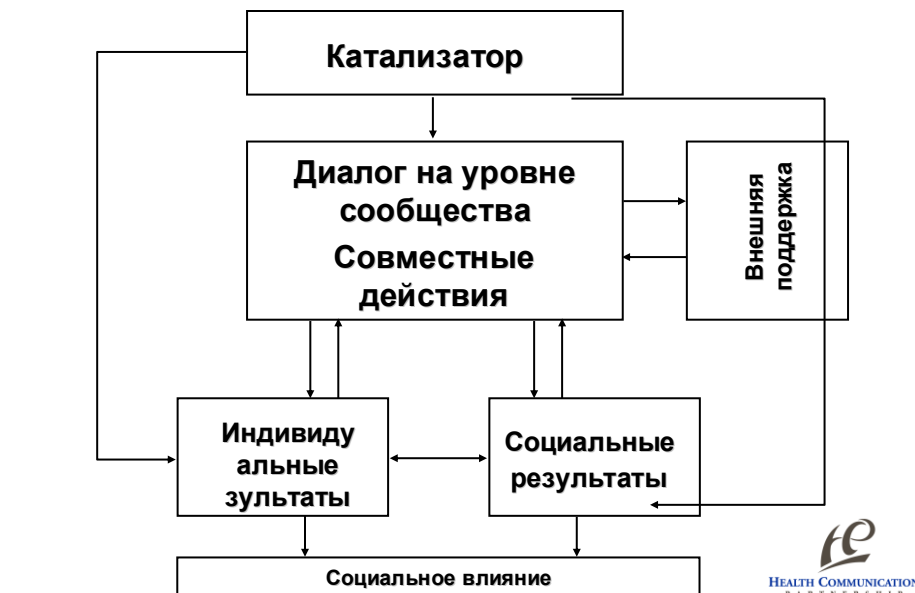 Катализатор
Диалог на уровне
сообщества
Совместные
действия
Внешняя
поддержка
Индивиду
альные
зультаты
Социальные
результаты
Социальное влияние
HEALTH COMMUNICATION